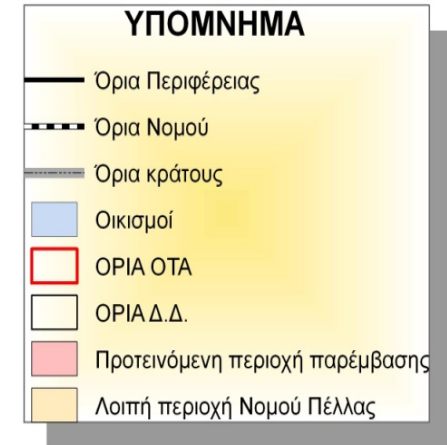 ΥΠΟΜΝΗΜΑ
Όρια Περιφέρειας
Όρια Νομού
Όρια κράτους
Οικισμοί
ΟΡΙΑ ΟΤΑ
ΟΡΙΑ Δ.Δ.
Προτεινόμενη περιοχή παρέμβασης
Λοιπή περιοχή Νομού Πέλλας